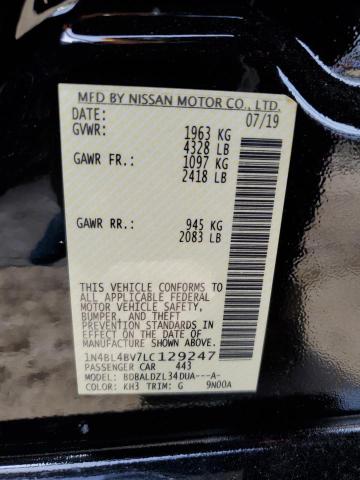 MFD BY NISSAN MOTOR CO., LTD.
DATE: 07/19
GVWR: 1963 KG
4328 LB
GAWR FR: 1097 KG
2418 LB
GAWR RR: 945 KG
2083 LB
THIS VEHICLE CONFORMS TO
ALL APPLICABLE FEDERAL
MOTOR VEHICLE SAFETY,
BUMPER, AND THEFT
PREVENTION STANDARDS IN
EFFECT ON THE DATE OF
MANUFACTURE SHOWN ABOVE.
1N4BL4BV7LC129247
PASSENGER CAR 443
MODEL: BDBALDZL34DUA---A-
COLOR: KH3 TRIM: G 9N00A